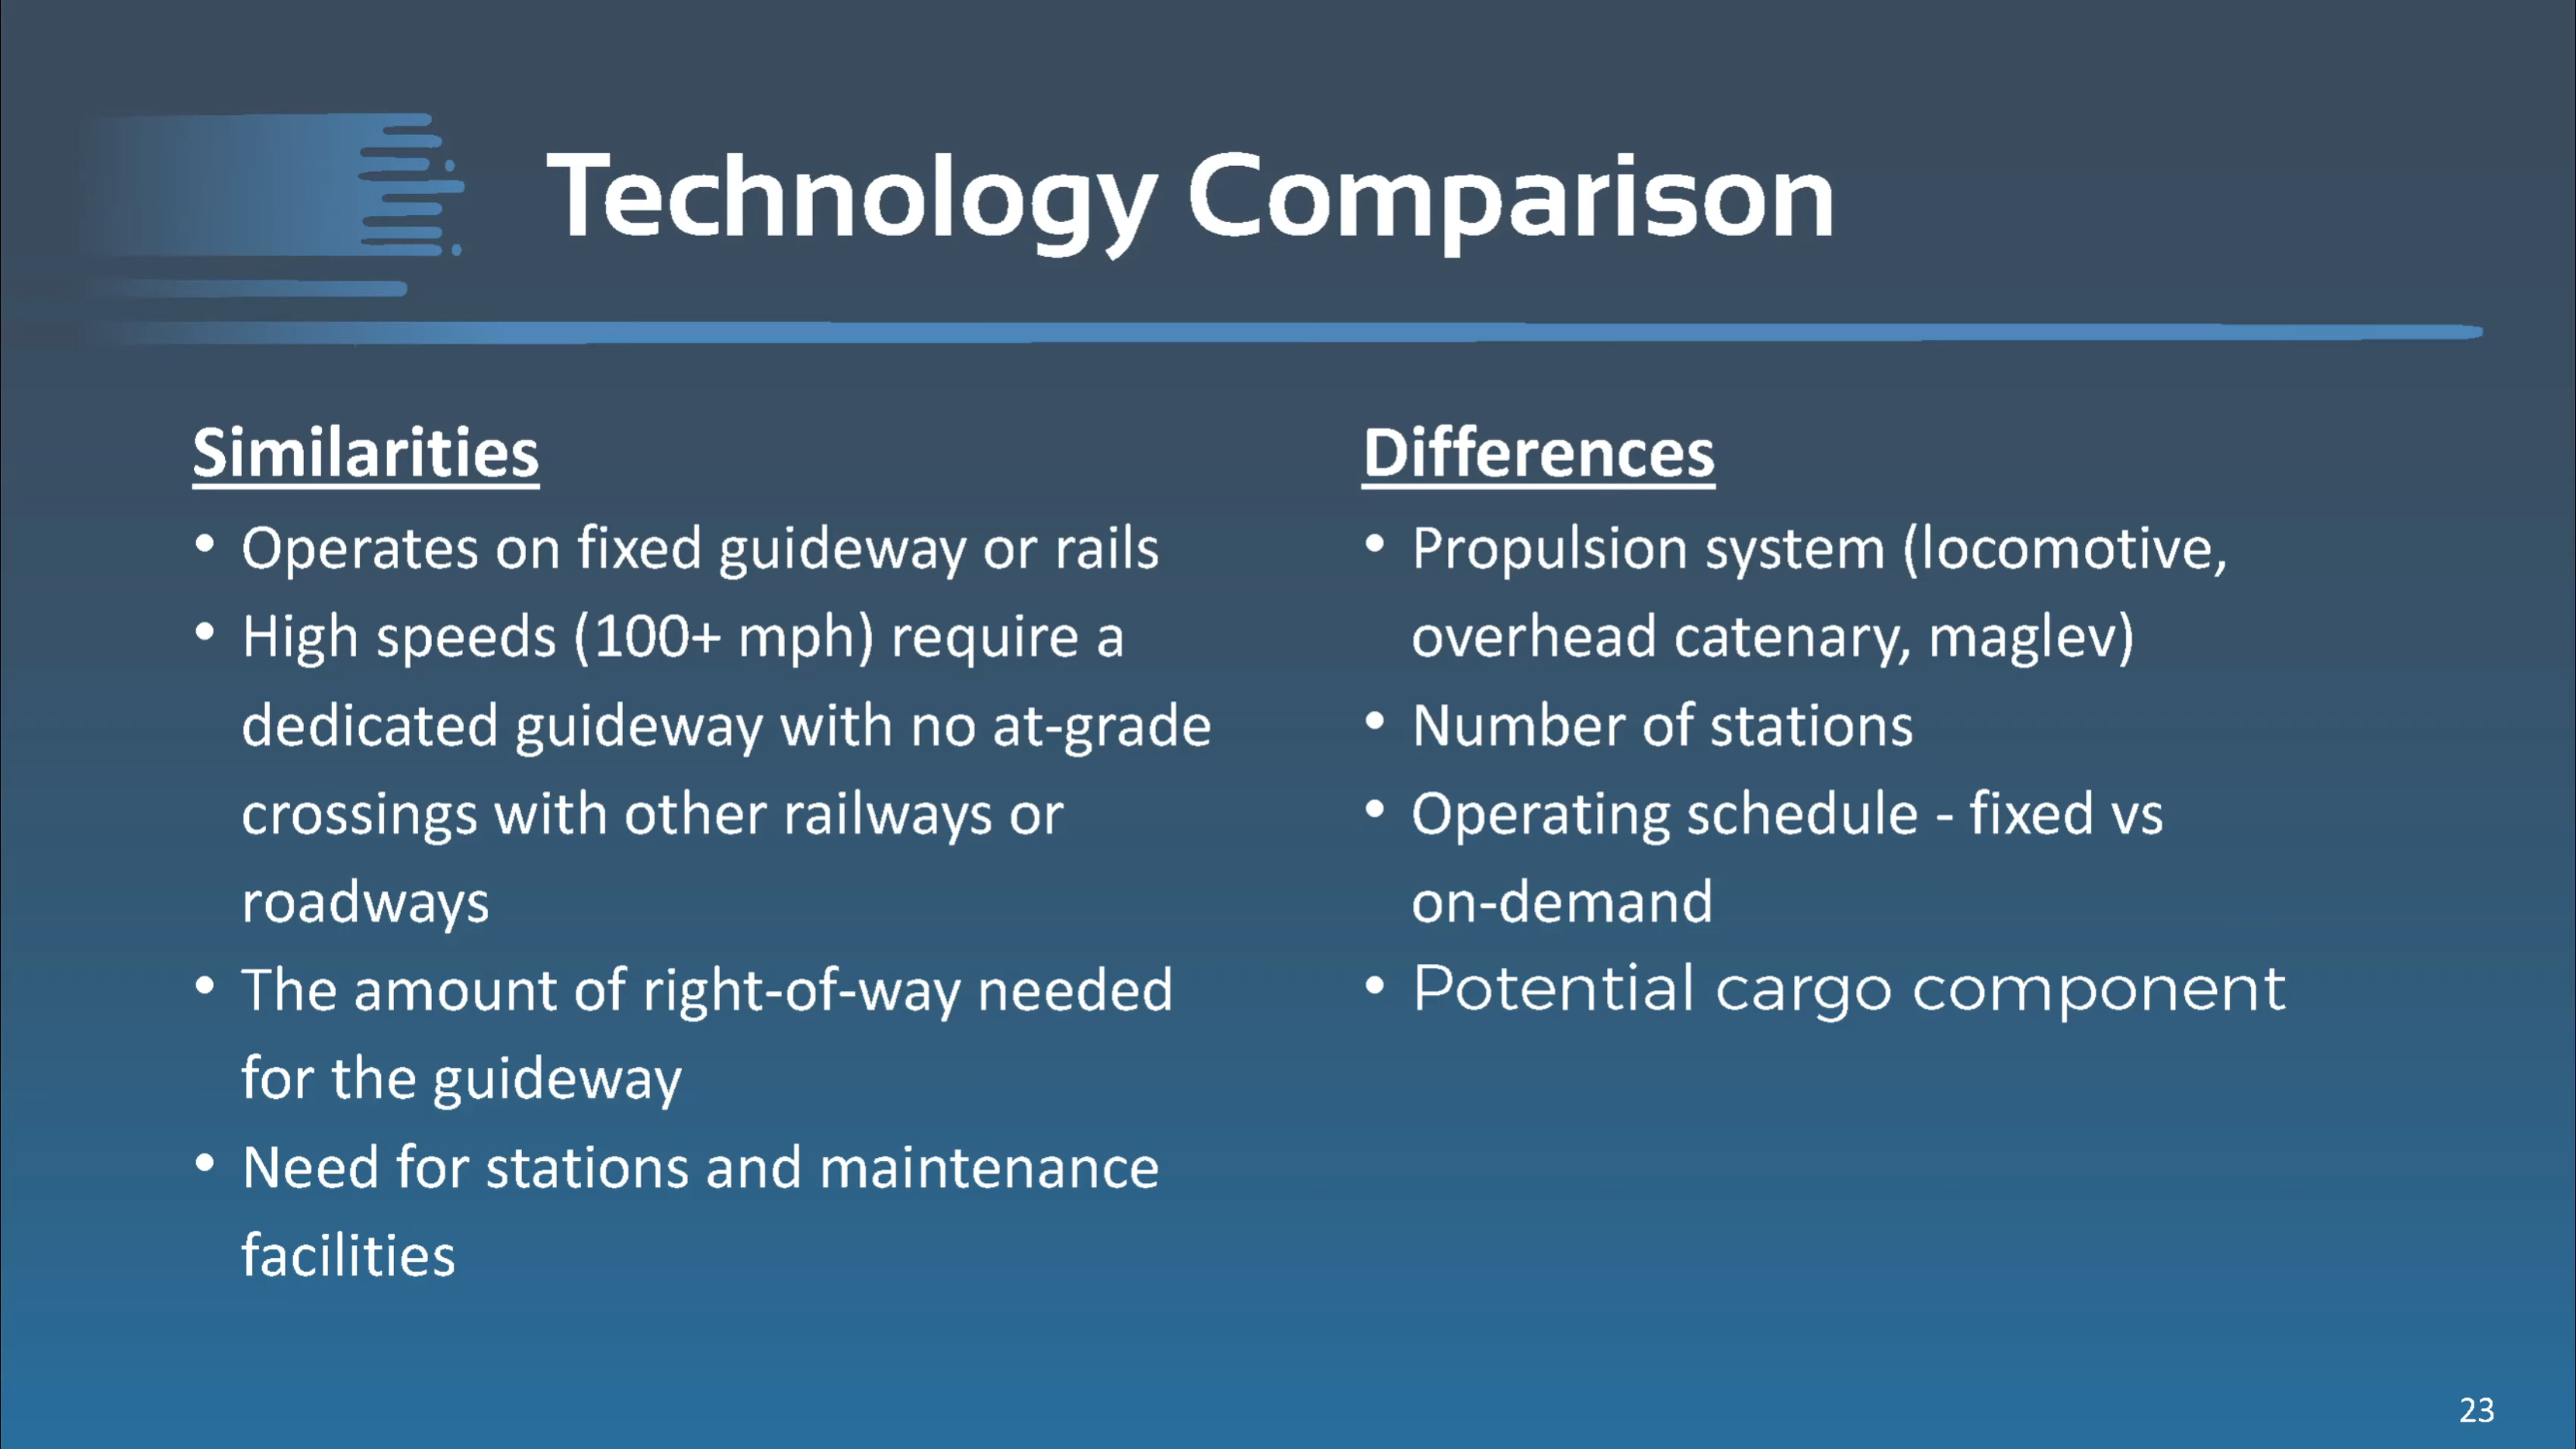 Technology Comparison
Similarities
• Operates on fixed guideway or rails
• High speeds (100+ mph) require a
dedicated guideway with no at-grade
crossings with other railways or
roadways
• The amount of right-of-way needed
for the guideway
• Need for stations and maintenance
facilities
Differences
• Propulsion system (locomotive,
overhead catenary, maglev)
• Number of stations
• Operating schedule - fixed vs
on-demand
• Potential cargo component
23